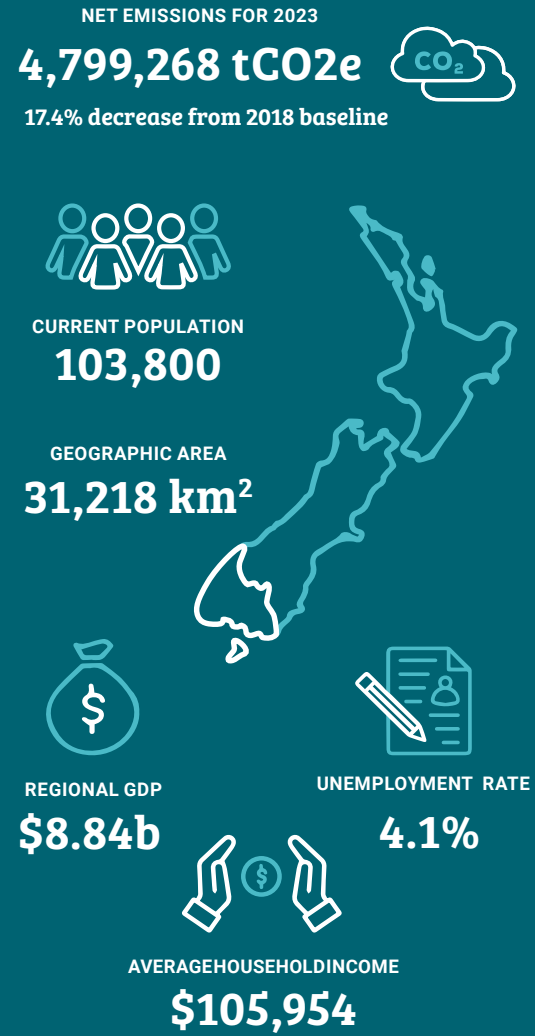 NET EMISSIONS FOR 2023
4,799,268 tCO2e
CO₂
17.4% decrease from 2018 baseline
CURRENT POPULATION
103,800
GEOGRAPHIC AREA
31,218 km²
$
REGIONAL GDP
$8.84b
UNEMPLOYMENT RATE
4.1%
$
AVERAGEHOUSEHOLDINCOME
$105,954